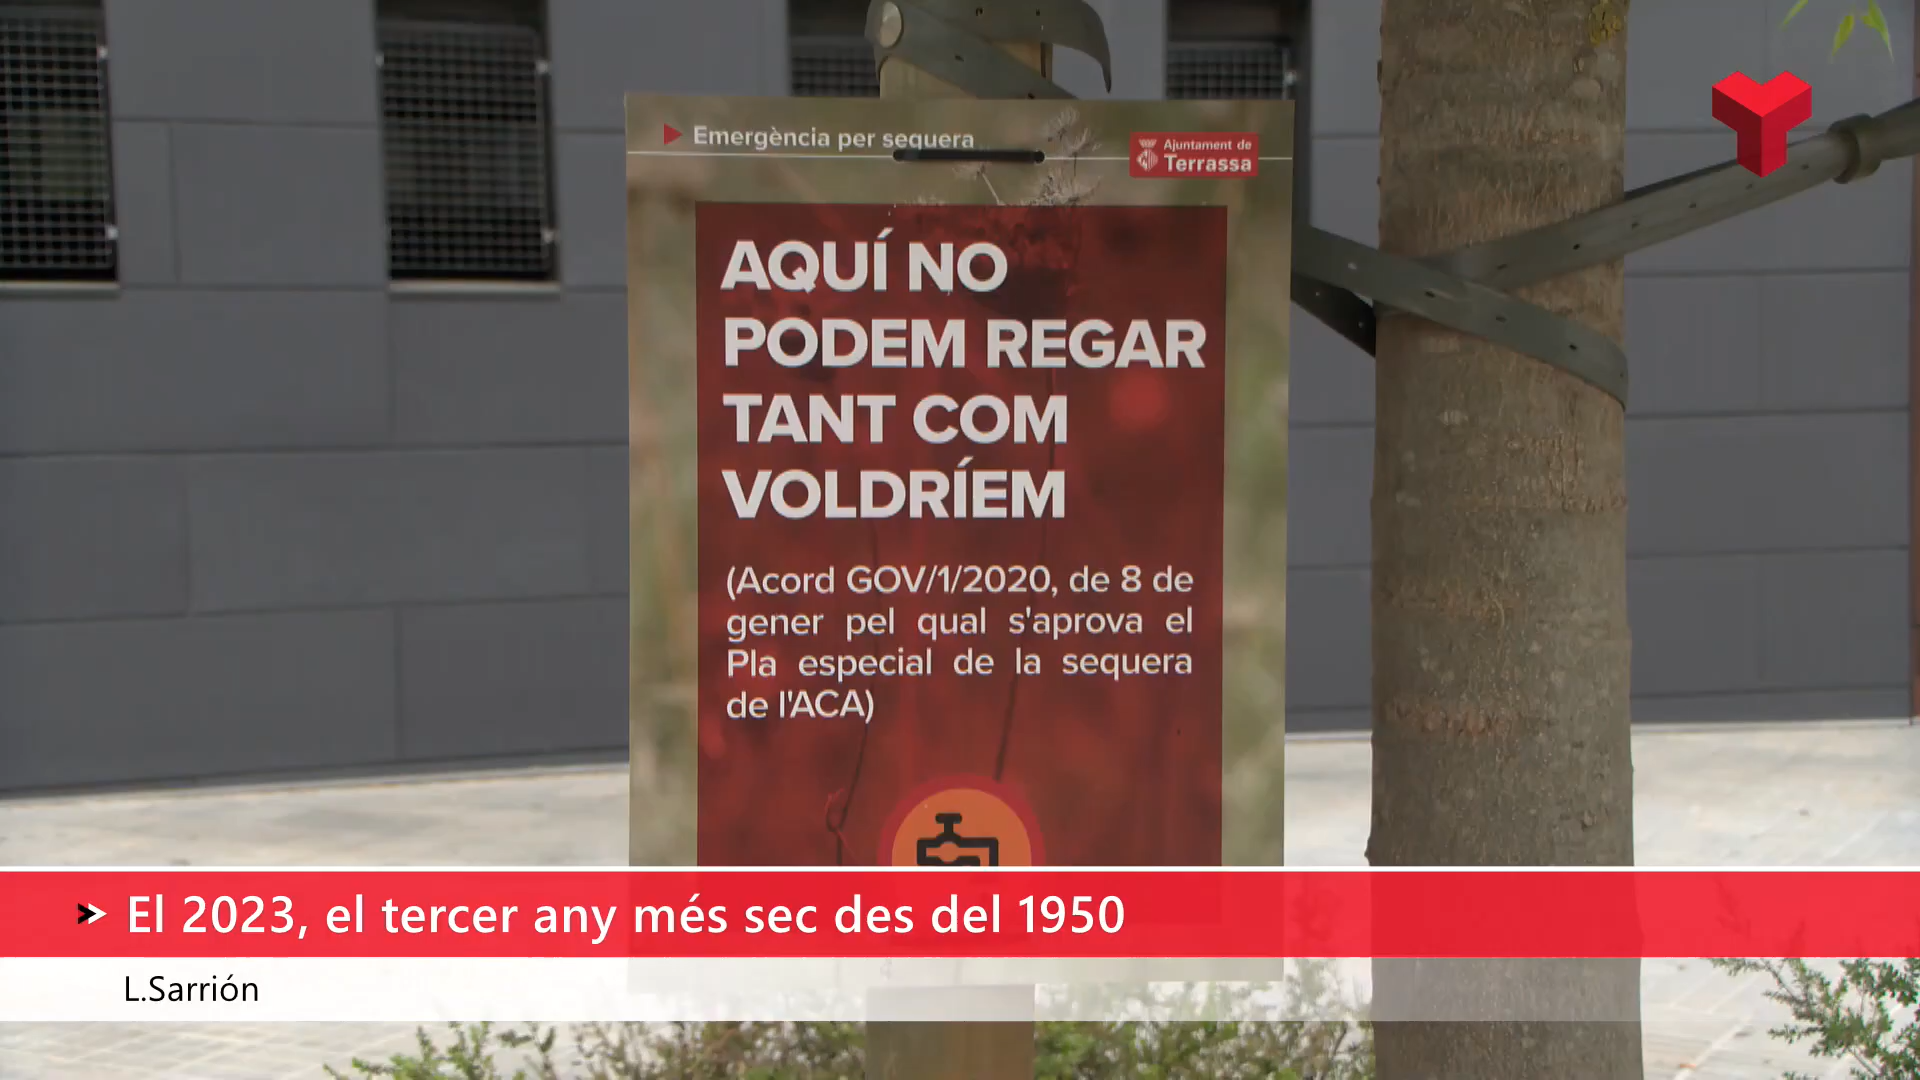 Emergència per sequera
Ajuntament de
Terrassa
AQUÍ NO
PODEM REGAR
TANT COM
VOLDRÍEM
(Acord GOV/1/2020, de 8 de
gener pel qual s'aprova el
Pla especial de la sequera
de l'ACA)
El 2023, el tercer any més sec des del 1950
L.Sarrión